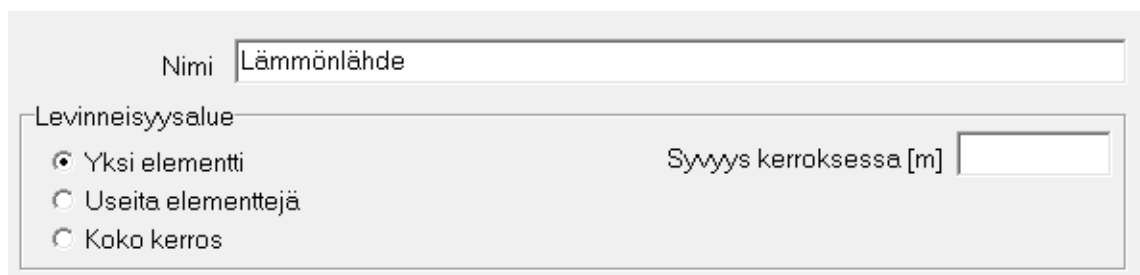 Nimi Lämmönlähde
Levinneisyysalue
Yksi elementti Syvyys kerroksessa [m]
Useita elementtejä
Koko kerros